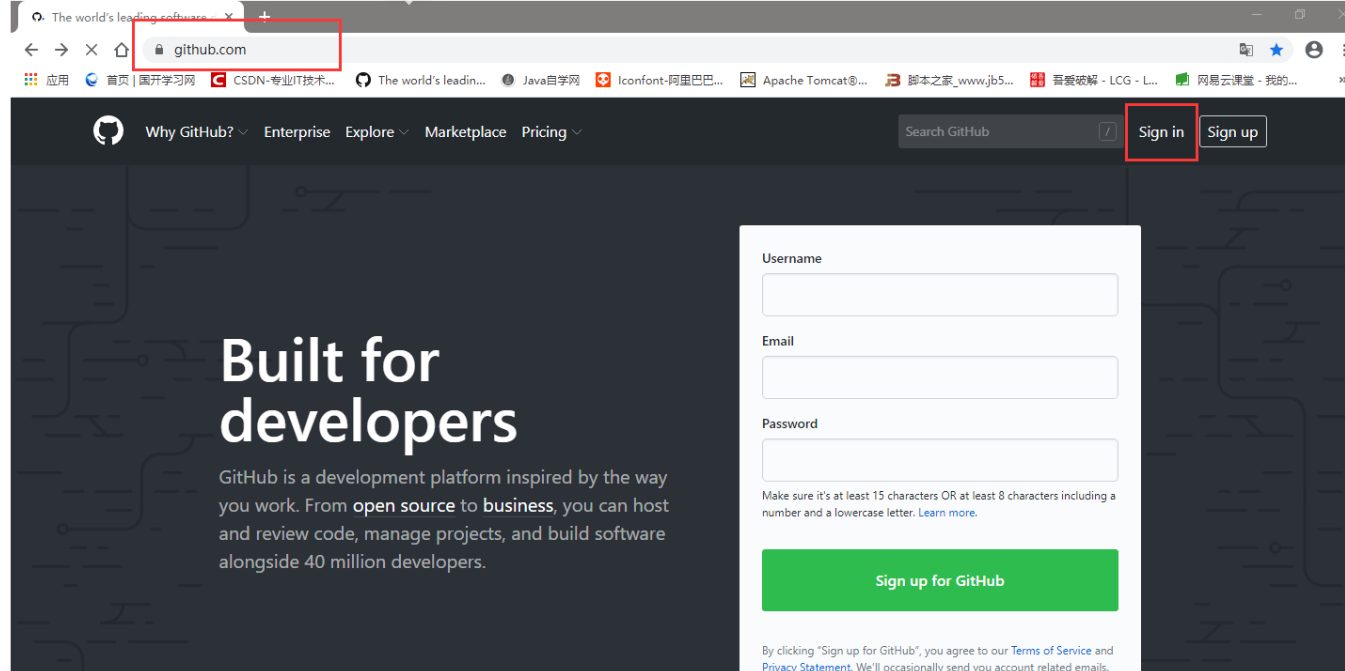 The world's leading software
github.com
应用
首页 | 国开学习网
CSDN-专业IT技术...
The world's leadin...
Java自学网
Iconfont-阿里巴巴...
Apache Tomcat®...
脚本之家_www.jb5...
吾爱破解 - LCG - L...
网易云课堂 - 我的...
»
Why GitHub?
Enterprise
Explore
Marketplace
Pricing
Search GitHub
/
Sign in
Sign up
Built for
developers
GitHub is a development platform inspired by the way
you work. From open source to business, you can host
and review code, manage projects, and build software
alongside 40 million developers.
Username
Email
Password
Make sure it's at least 15 characters OR at least 8 characters including a
number and a lowercase letter. Learn more.
Sign up for GitHub
By clicking “Sign up for GitHub”, you agree to our Terms of Service and
Privacy Statement. We'll occasionally send you account related emails.